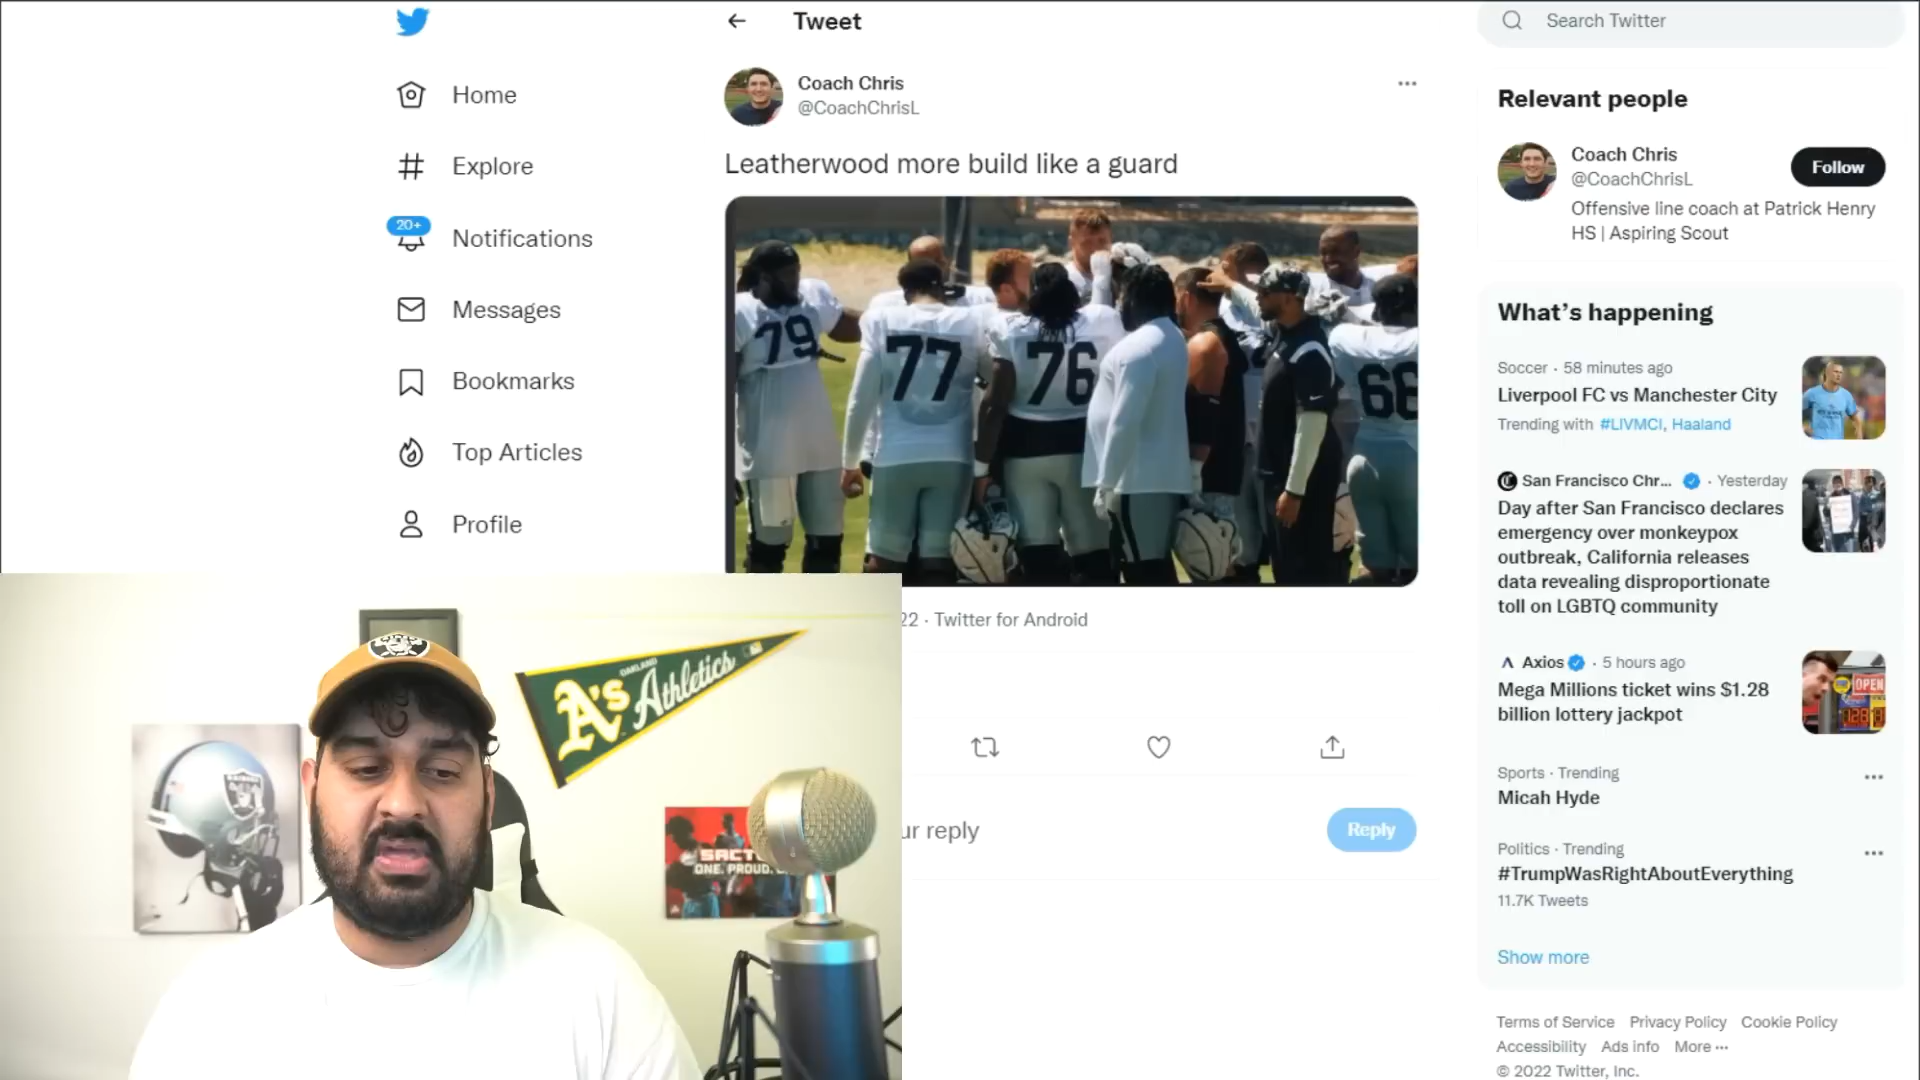 Home
Explore
20+
Notifications
Messages
Bookmarks
Top Articles
Profile
Tweet
Coach Chris
@CoachChrisL
Leatherwood more build like a guard
79
77
76
66
22 · Twitter for Android
ur reply
Reply
Search Twitter
Relevant people
Coach Chris
@CoachChrisL
Follow
Offensive line coach at Patrick Henry
HS | Aspiring Scout
What’s happening
Soccer · 58 minutes ago
Liverpool FC vs Manchester City
Trending with #LIVMCI, Haaland
San Francisco Chr... · Yesterday
Day after San Francisco declares
emergency over monkeypox
outbreak, California releases
data revealing disproportionate
toll on LGBTQ community
Axios · 5 hours ago
Mega Millions ticket wins $1.28
billion lottery jackpot
OPEN
Sports · Trending
Micah Hyde
Politics · Trending
#TrumpWasRightAboutEverything
11.7K Tweets
Show more
Terms of Service Privacy Policy Cookie Policy
Accessibility Ads info More ···
© 2022 Twitter, Inc.
OAKLAND
A's Athletics
RAIDERS
SACT
ONE. PROUD.